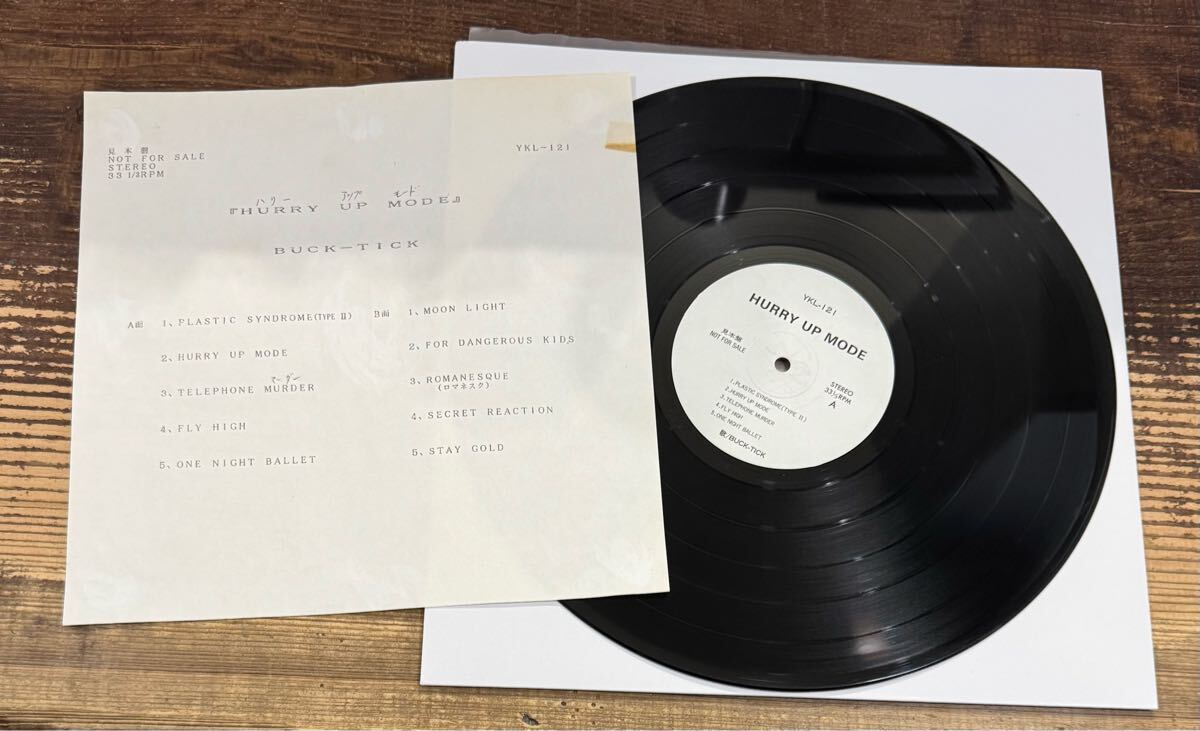 見本盤
NOT FOR SALE
STEREO
33 1/3RPM
YKL-121
ハリー アップ モード
『HURRY UP MODE』
BUCK-TICK
A面 1、PLASTIC SYNDROME(TYPE II)
2、HURRY UP MODE
マーダー
3、TELEPHONE MURDER
4、FLY HIGH
5、ONE NIGHT BALLET
B面 1、MOON LIGHT
2、FOR DANGEROUS KIDS
3、ROMANESQUE
(ロマネスク)
4、SECRET REACTION
5、STAY GOLD
YKL-121
HURRY UP MODE
見本盤
NOT FOR SALE
STEREO
33⅓RPM
A
1.PLASTIC SYNDROME(TYPE II)
2.HURRY UP MODE
3.TELEPHONE MURDER
4.FLY HIGH
5.ONE NIGHT BALLET
歌/BUCK-TICK